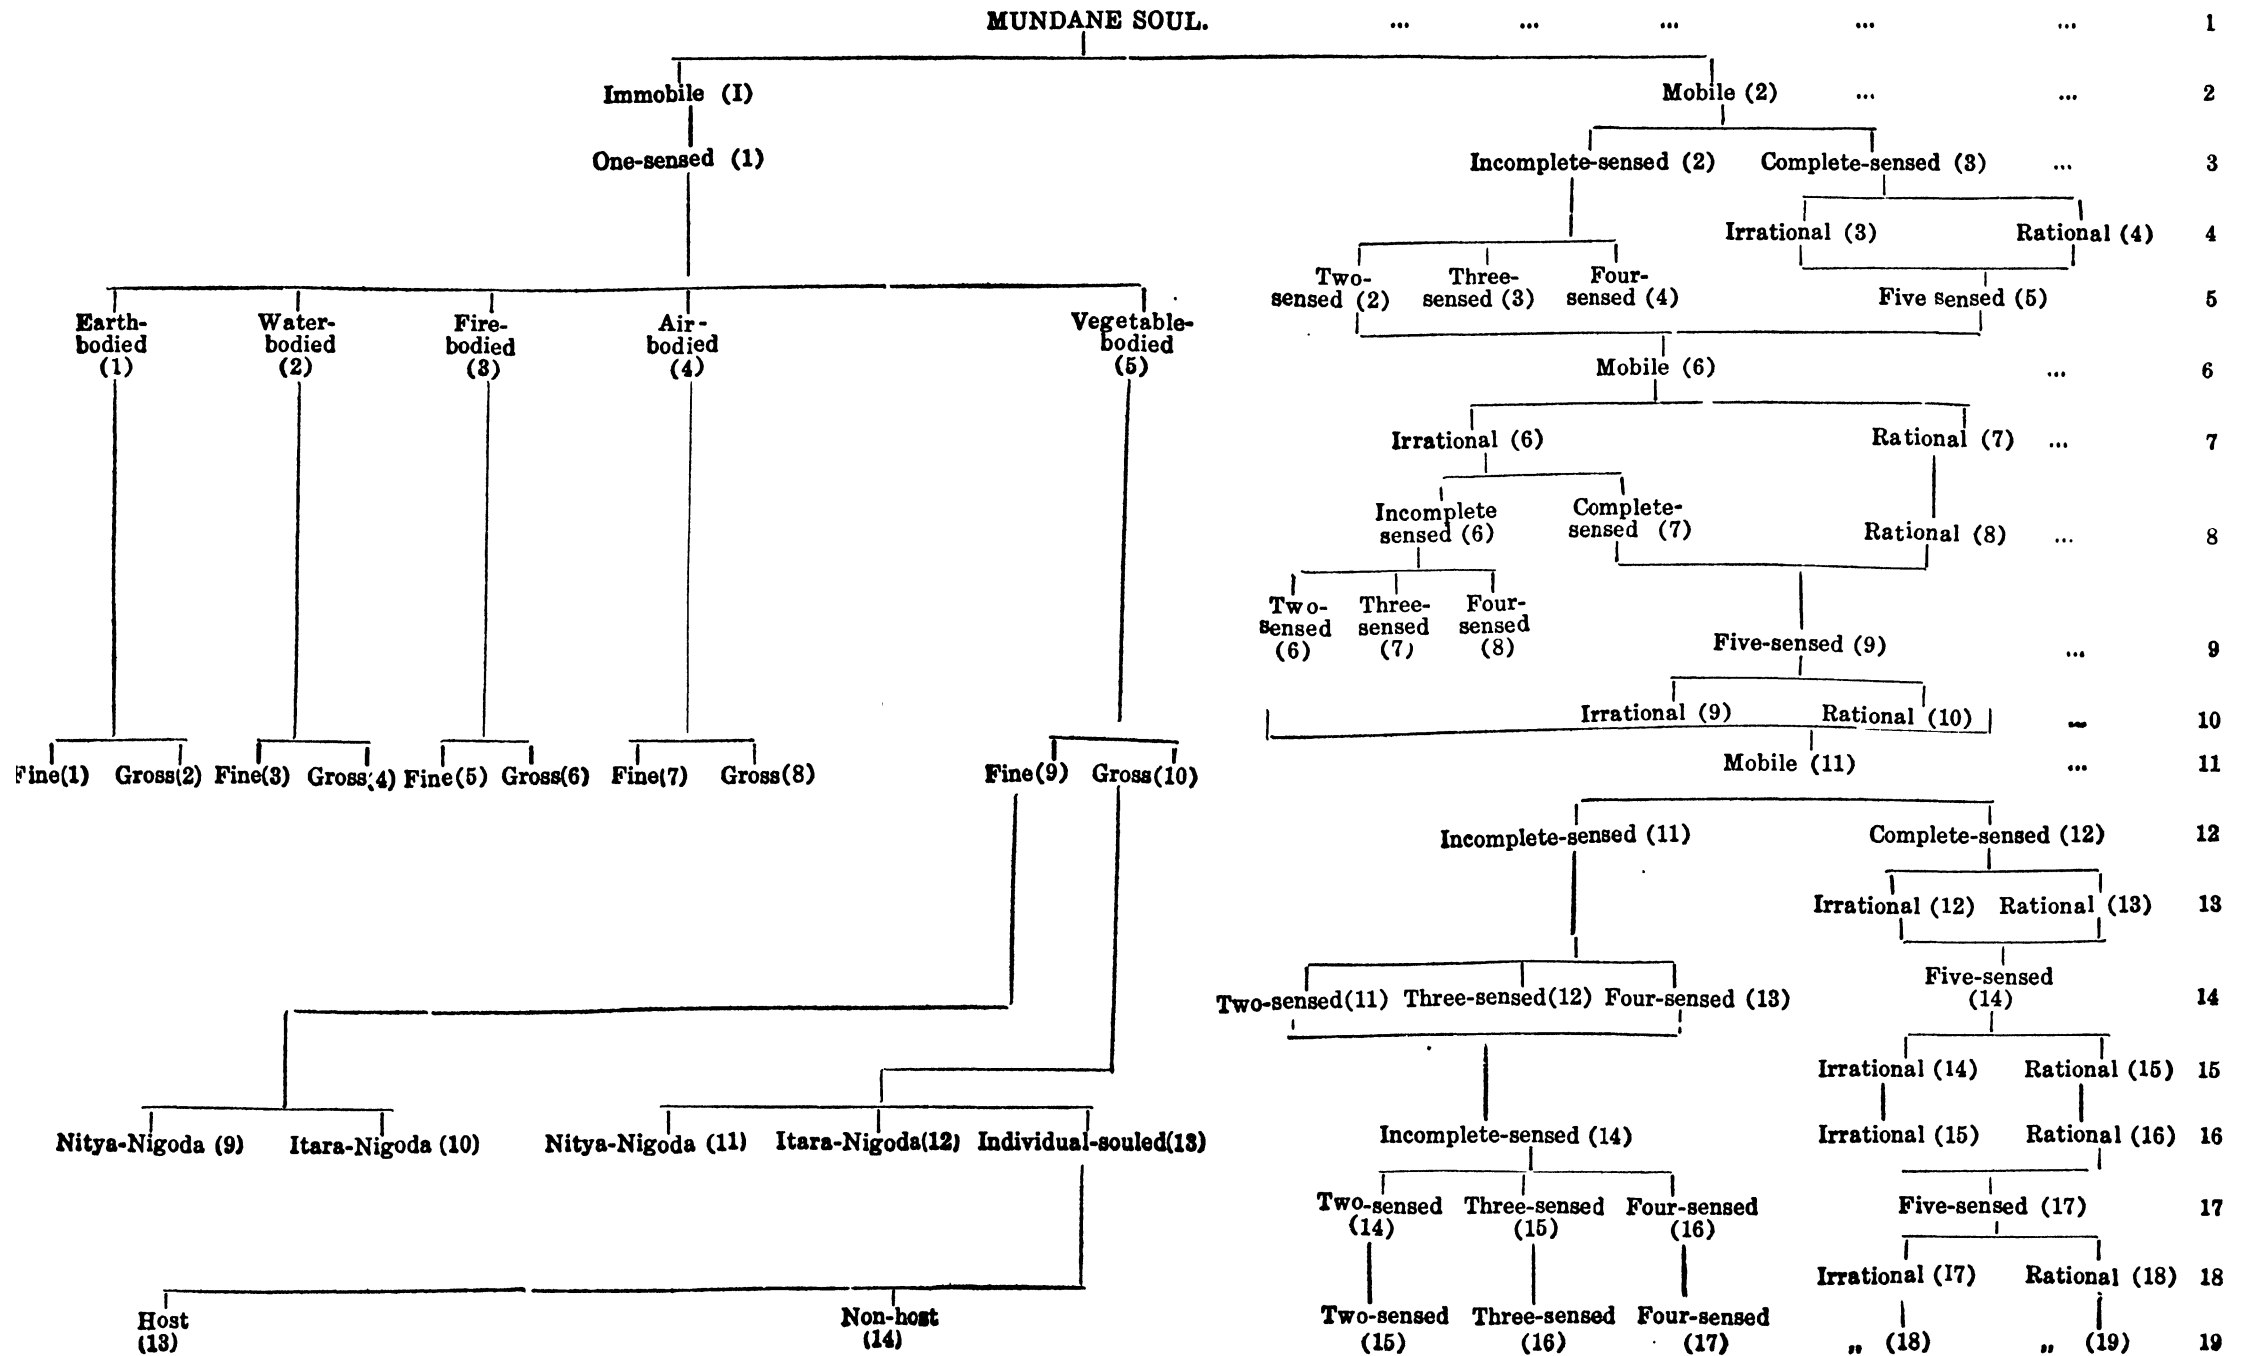 MUNDANE SOUL. ... ... ... ... ... 1
Immobile (I) Mobile (2) ... ... 2
One-sensed (1) Incomplete-sensed (2) Complete-sensed (3) ... 3
Irrational (3) Rational (4) 4
Two- Three- Four-
sensed (2) sensed (3) sensed (4) Five sensed (5) 5
Earth- Water- Fire- Air- Vegetable-
bodied bodied bodied bodied bodied
(1) (2) (3) (4) (5)
Mobile (6) ... 6
Irrational (6) Rational (7) ... 7
Incomplete Complete-
sensed (6) sensed (7) Rational (8) ... 8
Two- Three- Four-
sensed sensed sensed
(6) (7) (8) Five-sensed (9) ... 9
Irrational (9) Rational (10) ... 10
Mobile (11) ... 11
Fine(1) Gross(2) Fine(3) Gross(4) Fine(5) Gross(6) Fine(7) Gross(8) Fine(9) Gross(10)
Incomplete-sensed (11) Complete-sensed (12) 12
Irrational (12) Rational (13) 13
Five-sensed
Two-sensed(11) Three-sensed(12) Four-sensed (13) (14) 14
Irrational (14) Rational (15) 15
Nitya-Nigoda (9) Itara-Nigoda (10) Nitya-Nigoda (11) Itara-Nigoda(12) Individual-souled(13) Incomplete-sensed (14) Irrational (15) Rational (16) 16
Two-sensed Three-sensed Four-sensed Five-sensed (17) 17
(14) (15) (16)
Irrational (I7) Rational (18) 18
Host Non-host Two-sensed Three-sensed Four-sensed
(13) (14) (15) (16) (17) „ (18) „ (19) 19